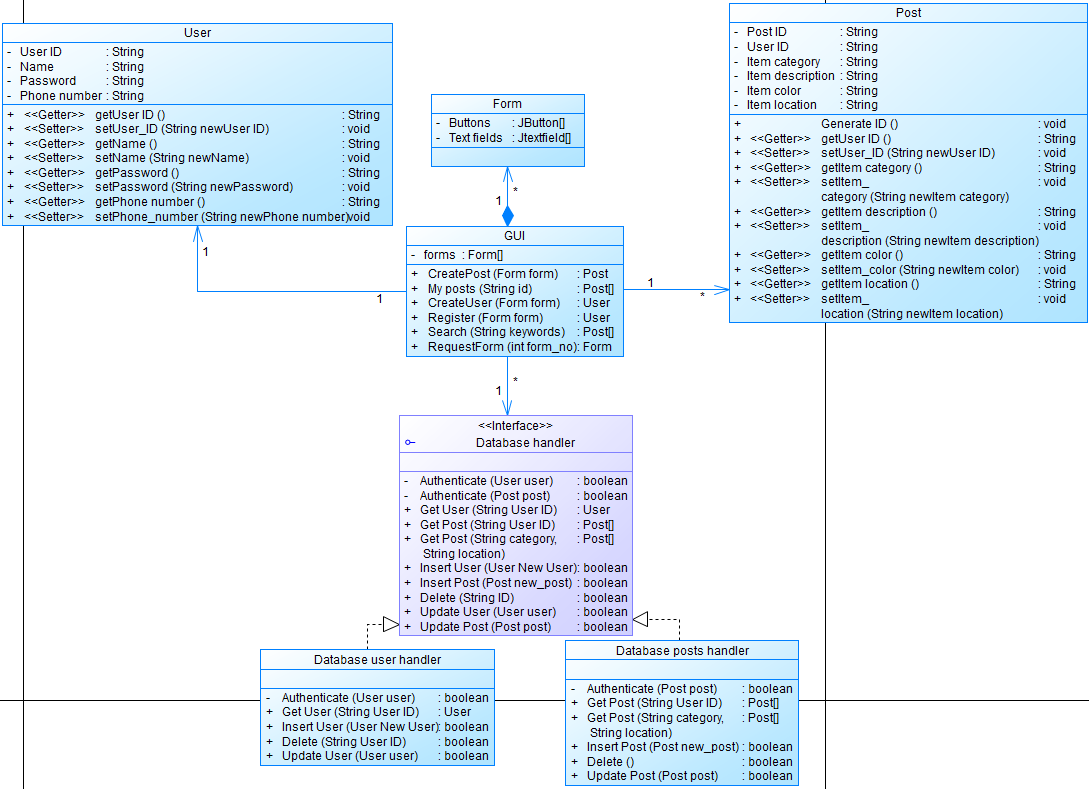 User
- User ID : String
- Name : String
- Password : String
- Phone number : String
+ <<Getter>> getUser ID () : String
+ <<Setter>> setUser_ID (String newUser ID) : void
+ <<Getter>> getName () : String
+ <<Setter>> setName (String newName) : void
+ <<Getter>> getPassword () : String
+ <<Setter>> setPassword (String newPassword) : void
+ <<Getter>> getPhone number () : String
+ <<Setter>> setPhone_number (String newPhone number) void
Form
- Buttons : JButton[]
- Text fields : Jtextfield[]
Post
- Post ID : String
- User ID : String
- Item category : String
- Item description : String
- Item color : String
- Item location : String
+ Generate ID () : void
+ <<Getter>> getUser ID () : String
+ <<Setter>> setUser_ID (String newUser ID) : void
+ <<Getter>> getItem category () : String
+ <<Setter>> setItem_ : void
category (String newItem category)
+ <<Getter>> getItem description () : String
+ <<Setter>> setItem_ : void
description (String newItem description)
+ <<Getter>> getItem color () : String
+ <<Setter>> setItem_color (String newItem color) : void
+ <<Getter>> getItem location () : String
+ <<Setter>> setItem_ : void
location (String newItem location)
*
1
1
1
1
*
GUI
- forms : Form[]
+ CreatePost (Form form) : Post
+ My posts (String id) : Post[]
+ CreateUser (Form form) : User
+ Register (Form form) : User
+ Search (String keywords) : Post[]
+ RequestForm (int form_no) : Form
*
1
<<Interface>>
Database handler
- Authenticate (User user) : boolean
- Authenticate (Post post) : boolean
+ Get User (String User ID) : User
+ Get Post (String User ID) : Post[]
+ Get Post (String category, : Post[]
String location)
+ Insert User (User New User) : boolean
+ Insert Post (Post new_post) : boolean
+ Delete (String ID) : boolean
+ Update User (User user) : boolean
+ Update Post (Post post) : boolean
Database user handler
- Authenticate (User user) : boolean
+ Get User (String User ID) : User
+ Insert User (User New User) : boolean
+ Delete (String User ID) : boolean
+ Update User (User user) : boolean
Database posts handler
- Authenticate (Post post) : boolean
+ Get Post (String User ID) : Post[]
+ Get Post (String category, : Post[]
String location)
+ Insert Post (Post new_post) : boolean
+ Delete () : boolean
+ Update Post (Post post) : boolean